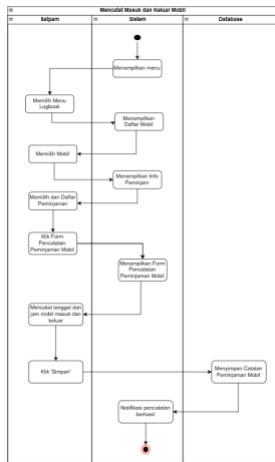 Mencatat Masuk dan Keluar Mobil
Satpam
Sistem
Database
Menampilkan menu
Memilih Menu
Logbook
Menampilkan
Daftar Mobil
Memilih Mobil
Menampilkan Info
Peminjam
Memilih dari Daftar
Peminjaman
Klik Form
Pencatatan
Peminjaman Mobil
Menampilkan Form
Pencatatan
Peminjaman Mobil
Mencatat tanggal dan
jam mobil masuk dan
keluar
Klik "Simpan"
Menyimpan Catatan
Peminjaman Mobil
Notifikasi pencatatan
berhasil